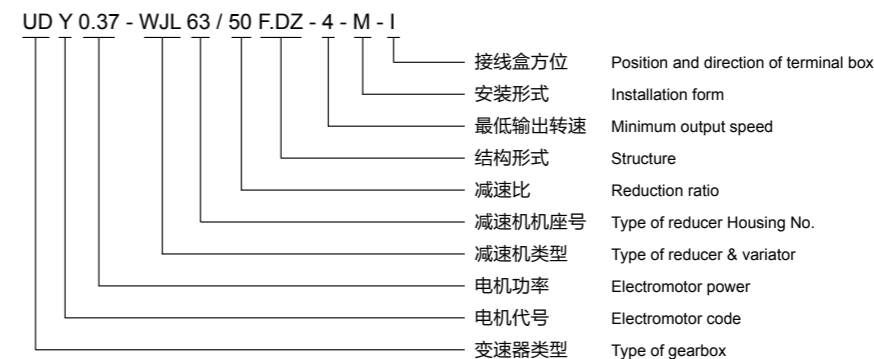 UD Y 0.37 - WJL 63 / 50 F.DZ - 4 - M - I
接线盒方位 Position and direction of terminal box
安装形式 Installation form
最低输出转速 Minimum output speed
结构形式 Structure
减速比 Reduction ratio
减速机机座号 Type of reducer Housing No.
减速机类型 Type of reducer & variator
电机功率 Electromotor power
电机代号 Electromotor code
变速器类型 Type of gearbox